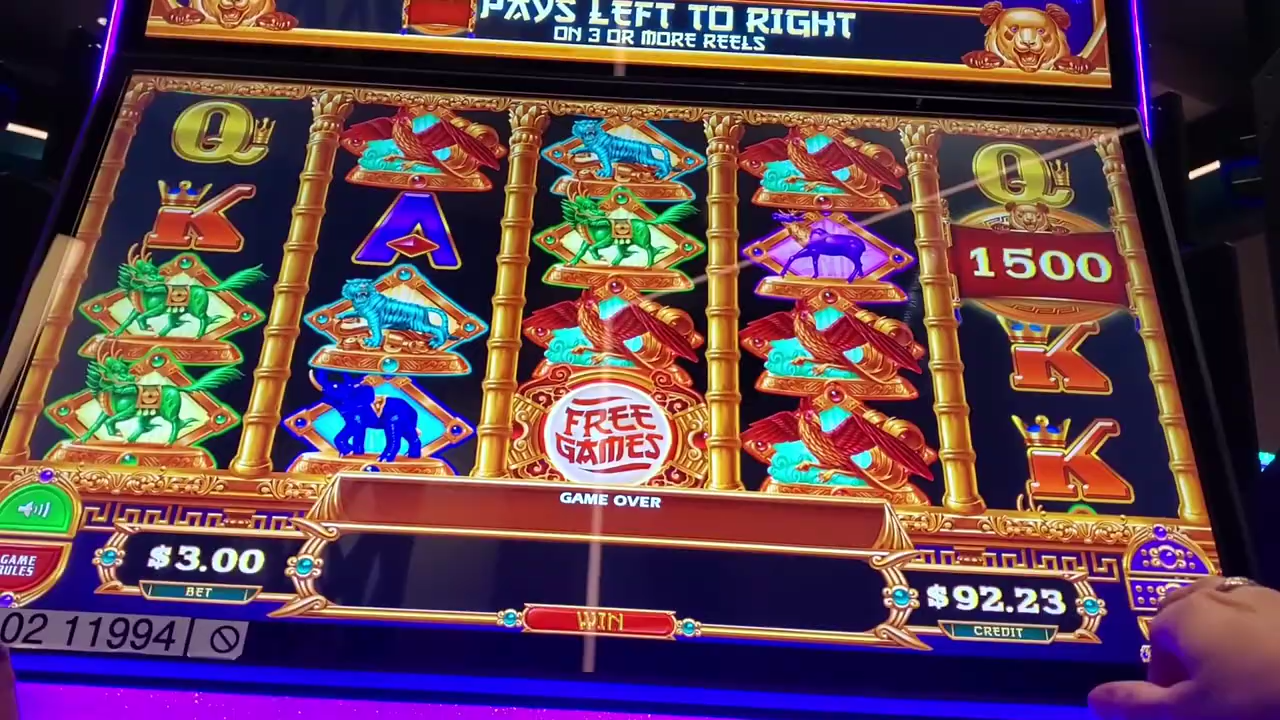 PAYS LEFT TO RIGHT
ON 3 OR MORE REELS
Q
Q
K
A
1500
K
FREE
GAMES
K
GAME OVER
GAME
RULES
$3.00
BET
$92.23
CREDIT
WIN
02 11994